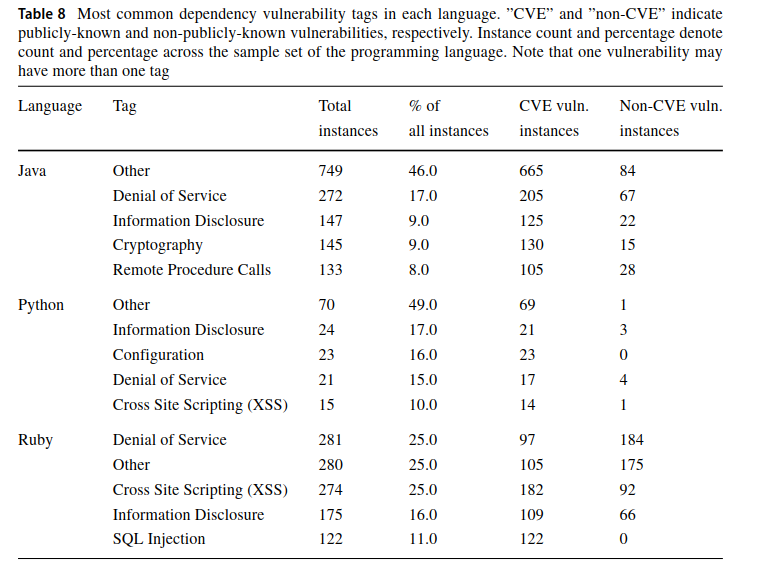 Table 8 Most common dependency vulnerability tags in each language. ”CVE” and ”non-CVE” indicate
publicly-known and non-publicly-known vulnerabilities, respectively. Instance count and percentage denote
count and percentage across the sample set of the programming language. Note that one vulnerability may
have more than one tag
Language Tag Total % of CVE vuln. Non-CVE vuln.
instances all instances instances instances
Java Other 749 46.0 665 84
Denial of Service 272 17.0 205 67
Information Disclosure 147 9.0 125 22
Cryptography 145 9.0 130 15
Remote Procedure Calls 133 8.0 105 28
Python Other 70 49.0 69 1
Information Disclosure 24 17.0 21 3
Configuration 23 16.0 23 0
Denial of Service 21 15.0 17 4
Cross Site Scripting (XSS) 15 10.0 14 1
Ruby Denial of Service 281 25.0 97 184
Other 280 25.0 105 175
Cross Site Scripting (XSS) 274 25.0 182 92
Information Disclosure 175 16.0 109 66
SQL Injection 122 11.0 122 0